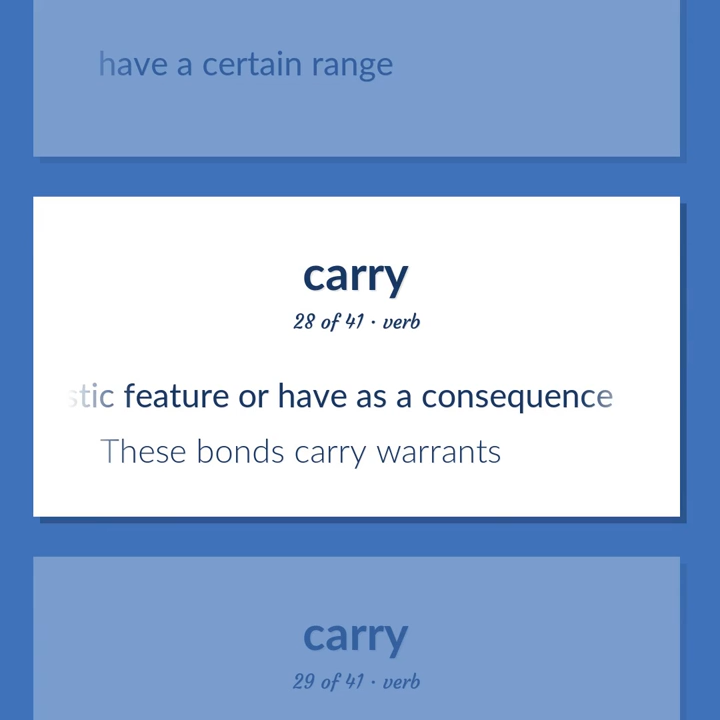 have a certain range
carry
28 of 41 · verb
stic feature or have as a consequence
These bonds carry warrants
carry
29 of 41 · verb